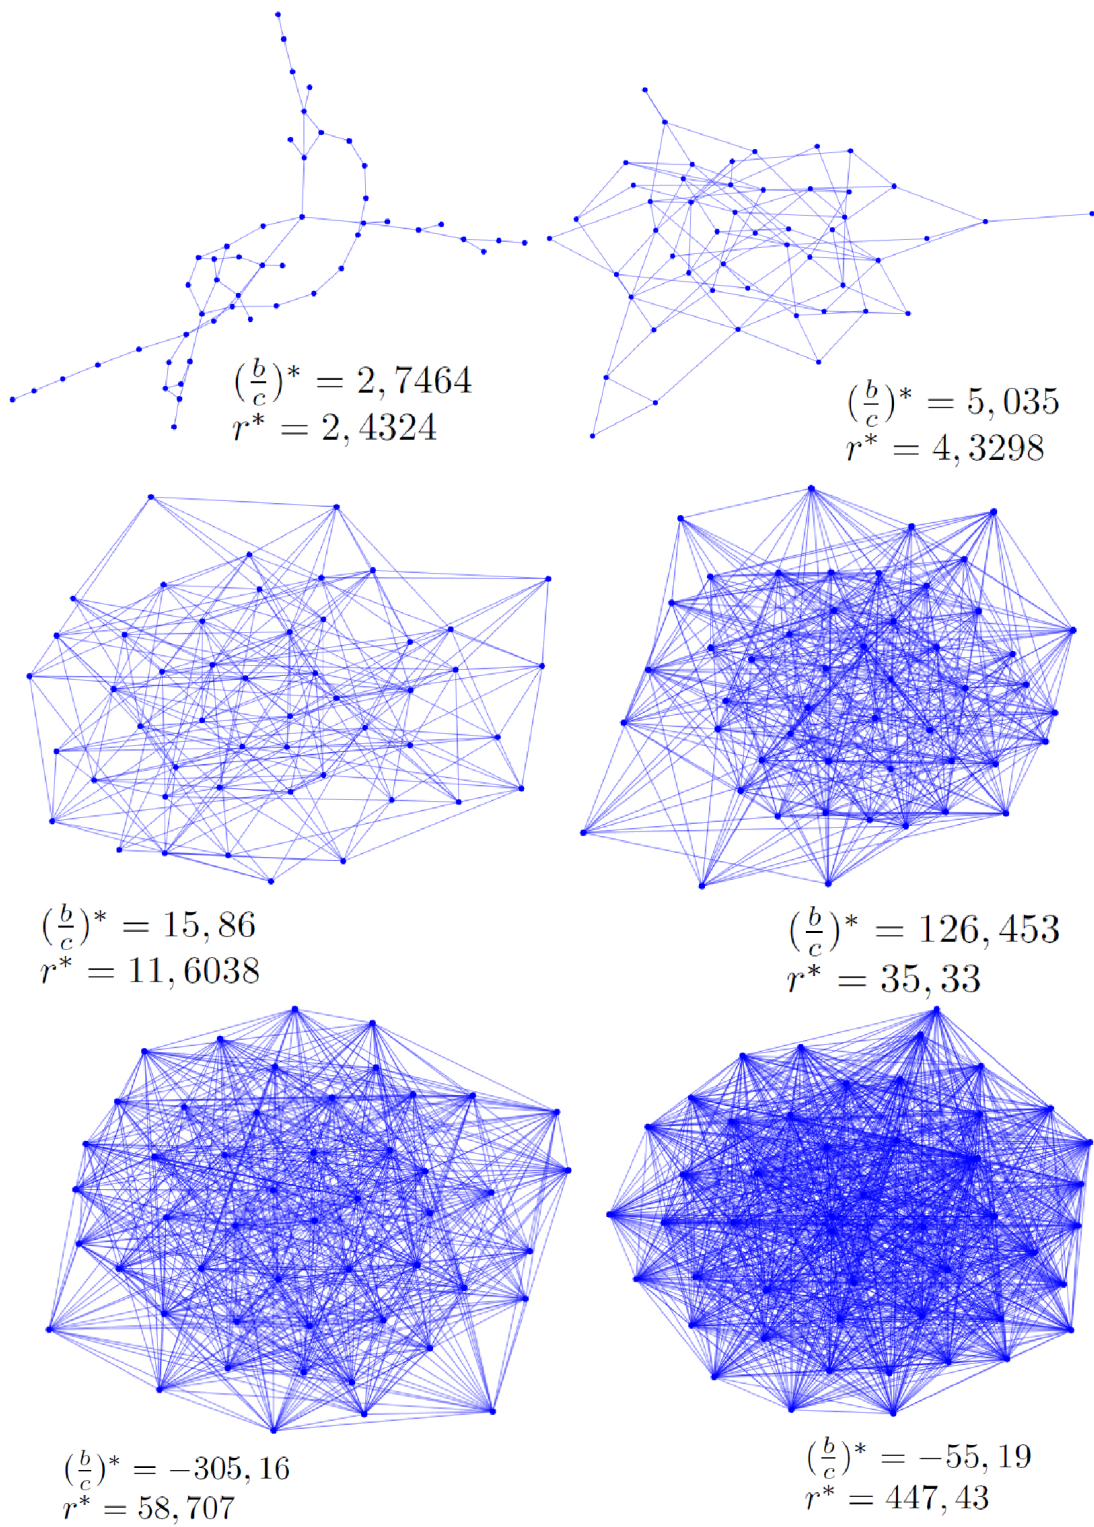 (b/c)* = 2,7464
r* = 2,4324
(b/c)* = 5,035
r* = 4,3298
(b/c)* = 15,86
r* = 11,6038
(b/c)* = 126,453
r* = 35,33
(b/c)* = −305,16
r* = 58,707
(b/c)* = −55,19
r* = 447,43